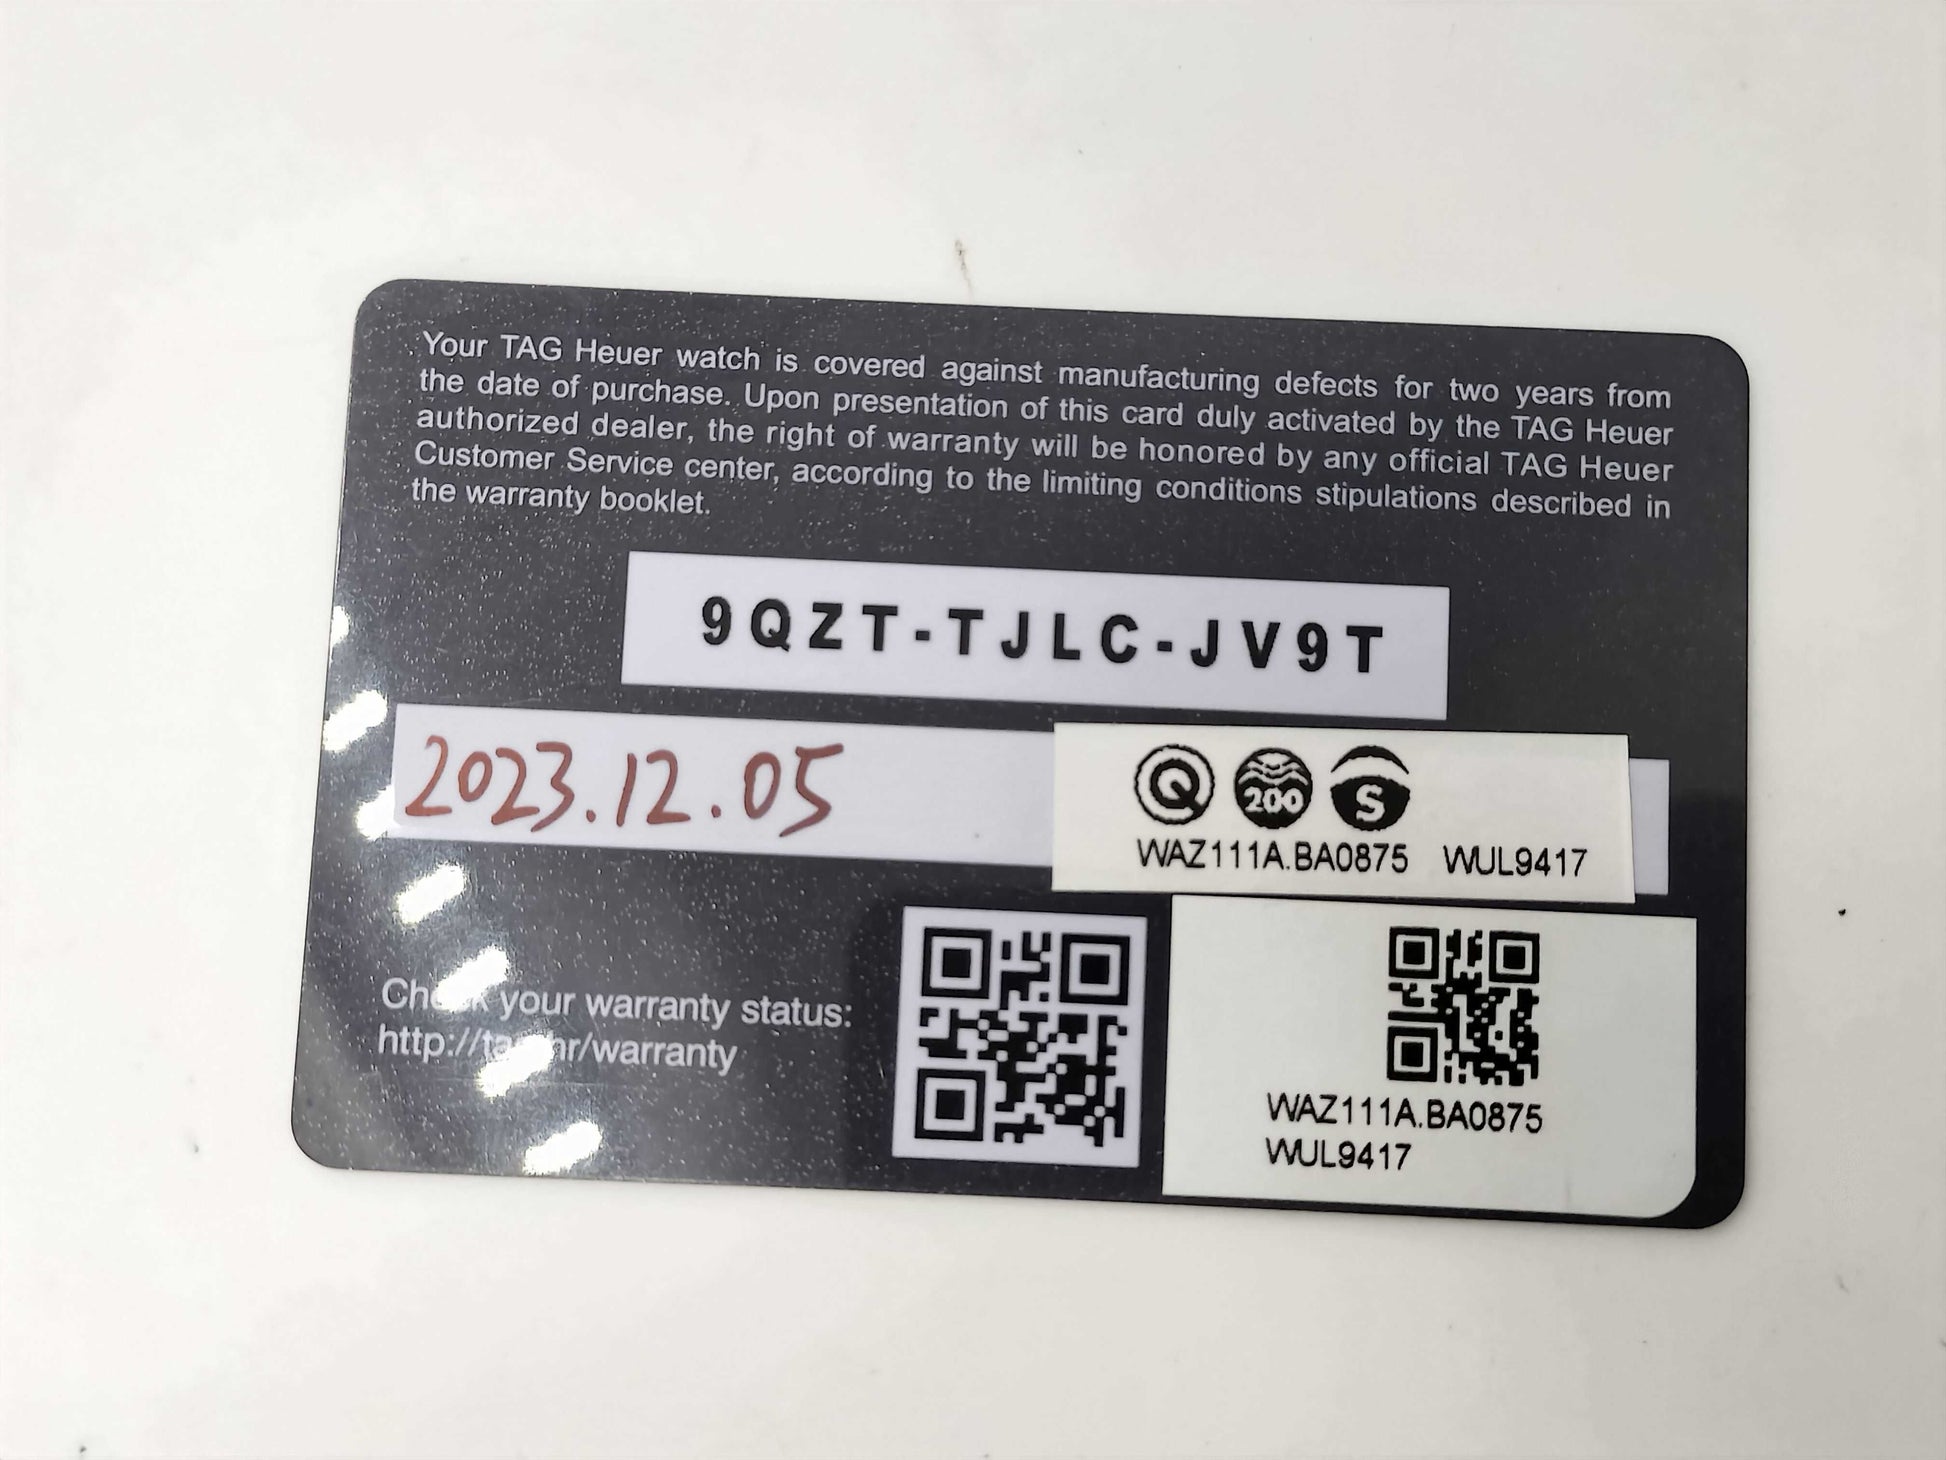 Your TAG Heuer watch is covered against manufacturing defects for two years from
the date of purchase. Upon presentation of this card duly activated by the TAG Heuer
authorized dealer, the right of warranty will be honored by any official TAG Heuer
Customer Service center, according to the limiting conditions stipulations described in
the warranty booklet.
9QZT-TJLC-JV9T
2023.12.05
Q 200 S
WAZ111A.BA0875 WUL9417
Check your warranty status:
WAZ111A.BA0875
WUL9417